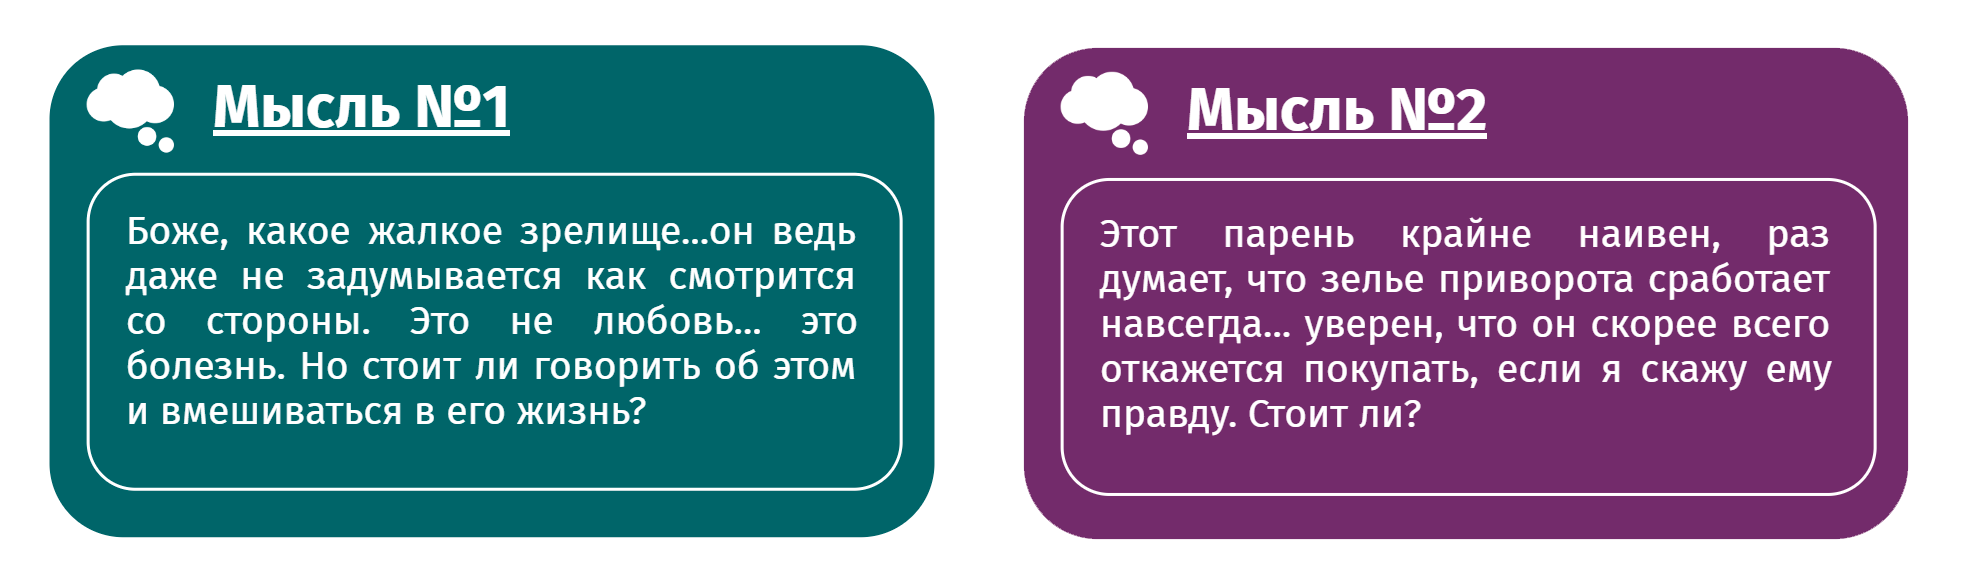 Мысль №1
Боже, какое жалкое зрелище...он ведь
даже не задумывается как смотрится
со стороны. Это не любовь... это
болезнь. Но стоит ли говорить об этом
и вмешиваться в его жизнь?
Мысль №2
Этот парень крайне наивен, раз
думает, что зелье приворота сработает
навсегда... уверен, что он скорее всего
откажется покупать, если я скажу ему
правду. Стоит ли?